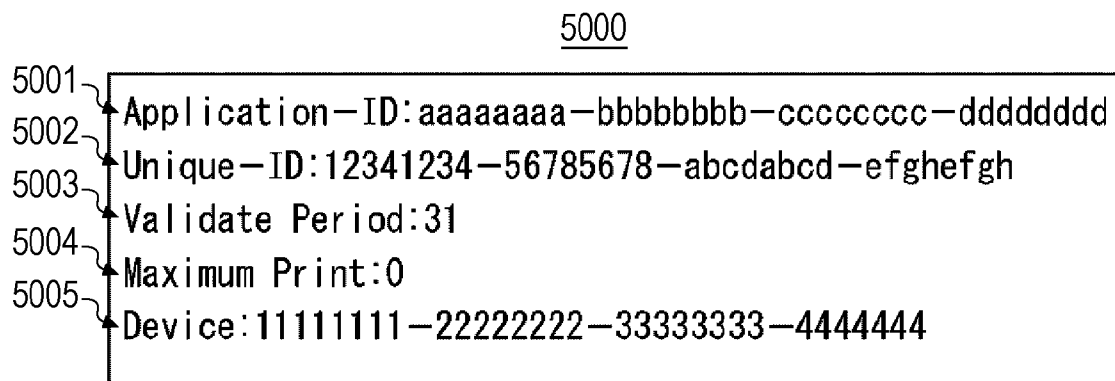 5000
5001 Application-ID:aaaaaaaa-bbbbbbbb-cccccccc-dddddddd
5002 Unique-ID:12341234-56785678-abcdabcd-efghefgh
5003 Validate Period:31
5004 Maximum Print:0
5005 Device:11111111-22222222-33333333-4444444